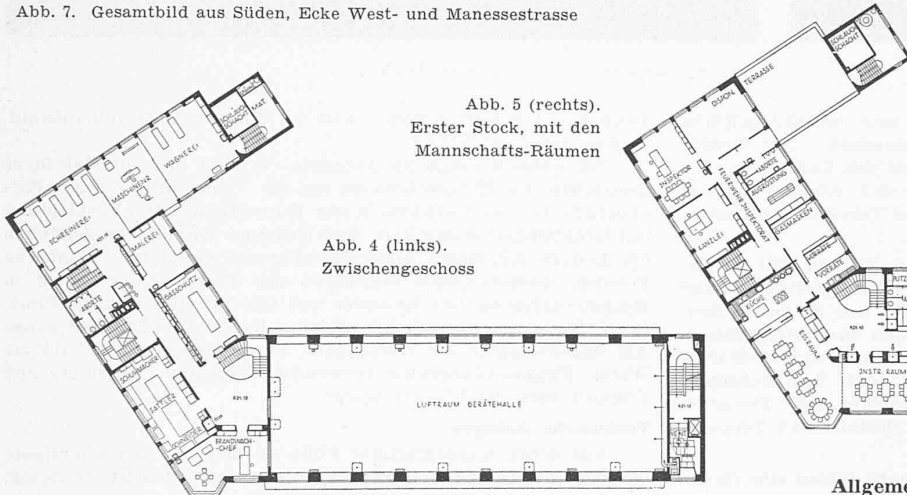 Abb. 7. Gesamtbild aus Süden, Ecke West- und Manessestrasse
Abb. 5 (rechts).
Erster Stock, mit den
Mannschafts-Räumen
Abb. 4 (links).
Zwischengeschoss
SCHLAUCH
SCHACHT
MAT.
WAGNEREI
MASCHINENR
SCHREINEREI
MALEREI
GASSCHUTZ
ABORTE
SCHUHMACHER
SATTLER
SCHNEIDER
BRANDWACH-
CHEF
LUFTRAUM GERÄTEHALLE
SCHLAUCH
SCHACHT
TERRASSE
DISPON.
INSPEKTOR
FEUERWEHR-INSPEKTORAT
ABORTE
AUSRÜSTUNG
GASMASKEN
KANZLEI
VORRÄTE
KÜCHE
ESSRAUM
INSTR. RAUM
Allgeme